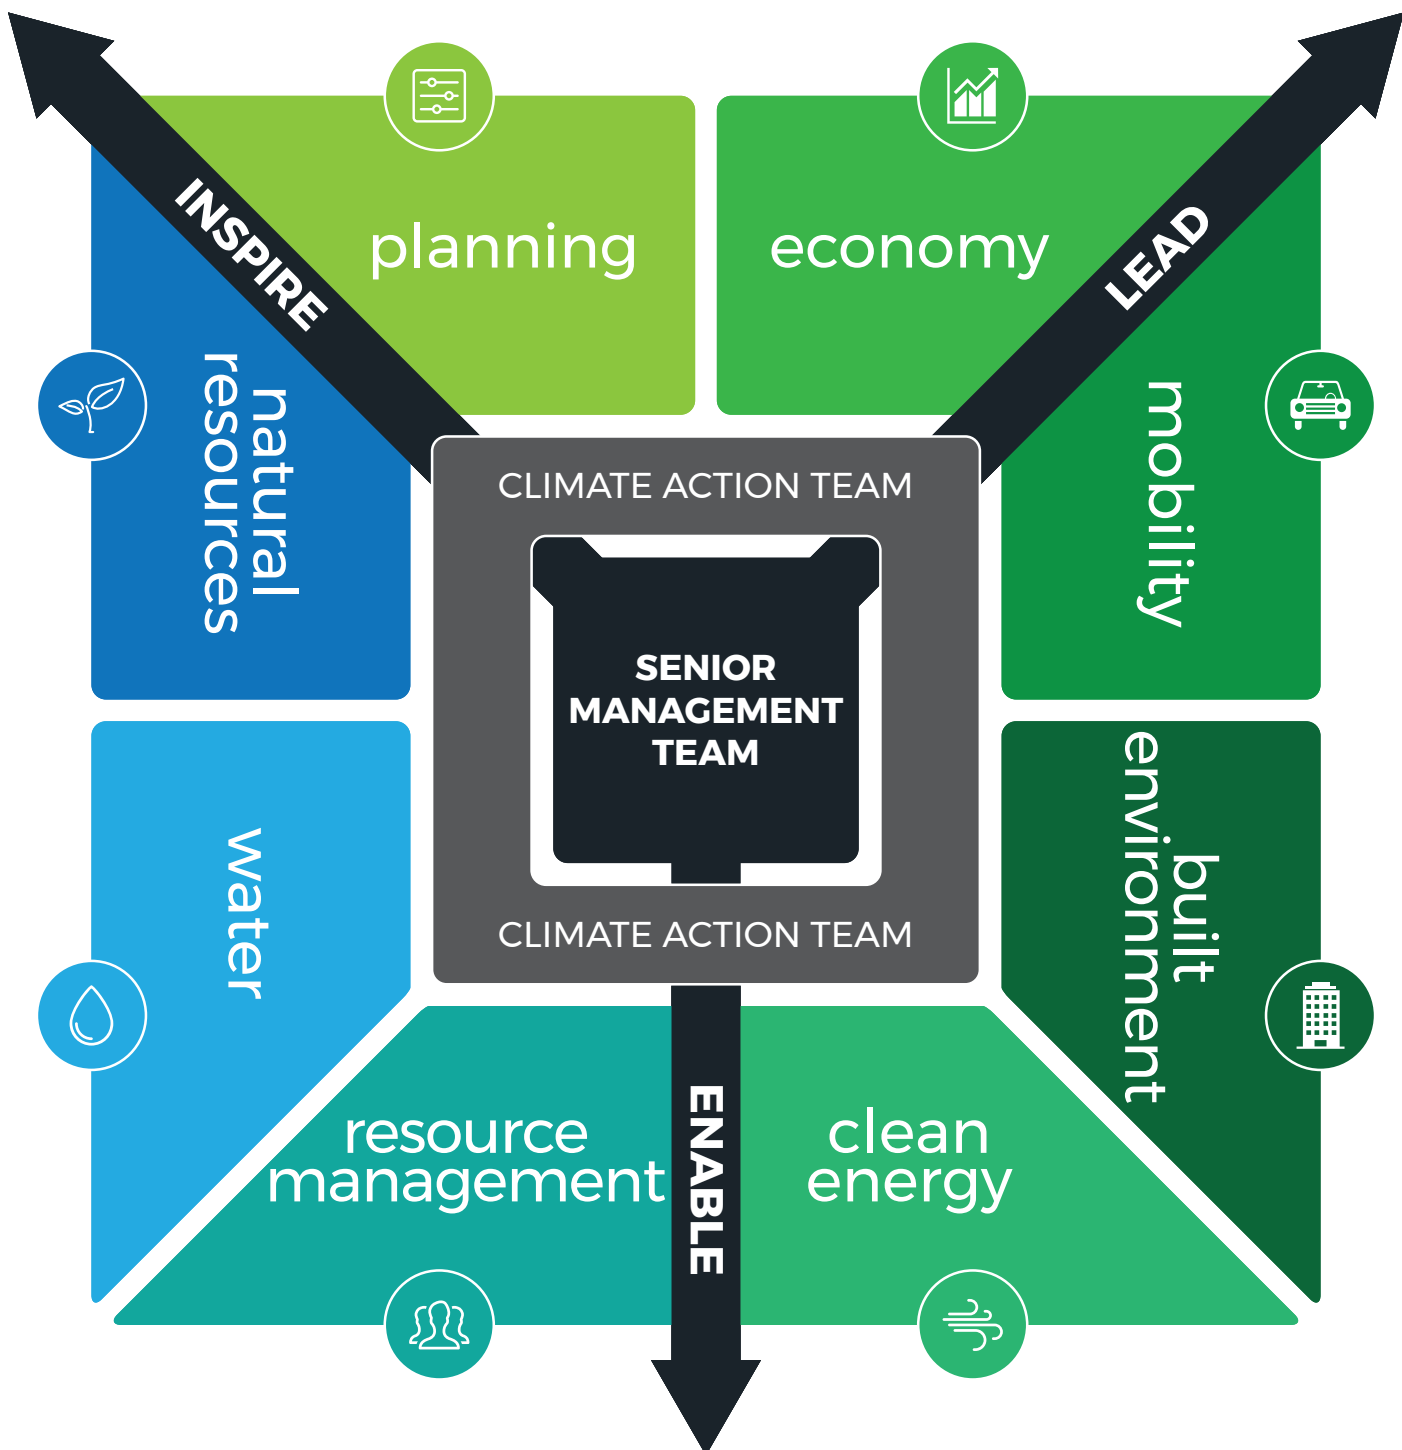 INSPIRE
planning
economy
LEAD
natural
resources
mobility
CLIMATE ACTION TEAM
SENIOR
MANAGEMENT
TEAM
CLIMATE ACTION TEAM
water
built
environment
resource
management
ENABLE
clean
energy